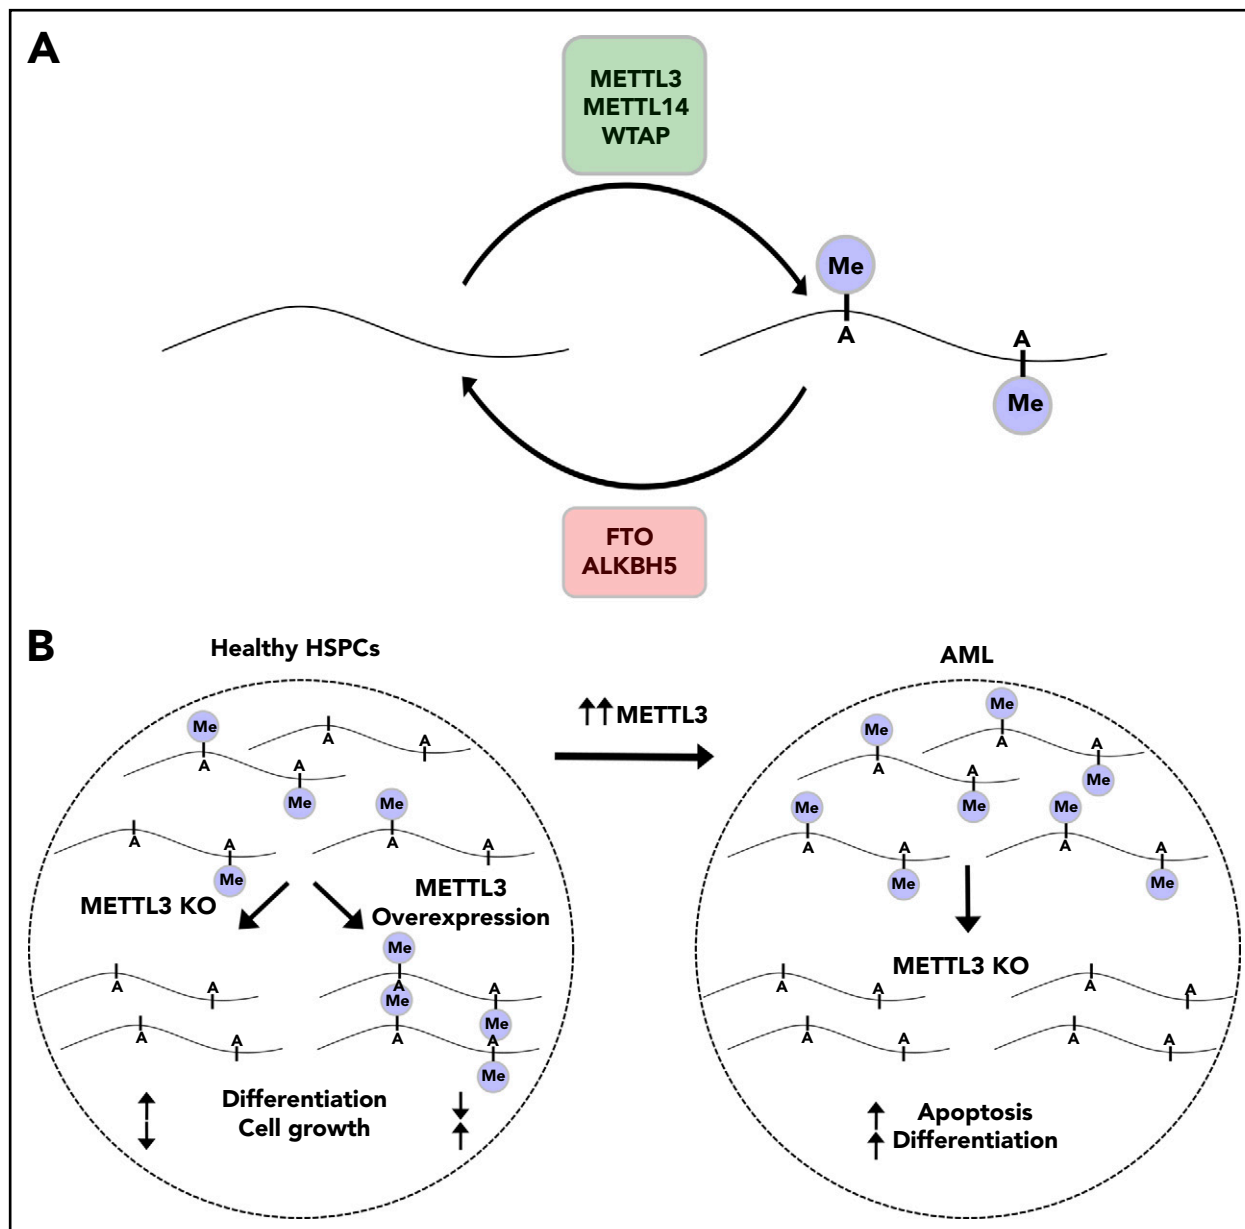 A
METTL3
METTL14
WTAP
Me
A
A
Me
FTO
ALKBH5
B
Healthy HSPCs
AML
↑↑ METTL3
Me
A
A
A
A
Me
Me
A
A
A
A
Me
METTL3 KO
METTL3
Overexpression
Me
A
A
A
A
Me
A
A
Me
A
A
Me
A
Me
↑ Differentiation ↓
↓ Cell growth ↑
Me
Me
A
A
A
A
Me
Me
Me
Me
A
A
A
A
Me
Me
METTL3 KO
A
A
A
A
A
A
A
A
↑ Apoptosis
↑ Differentiation